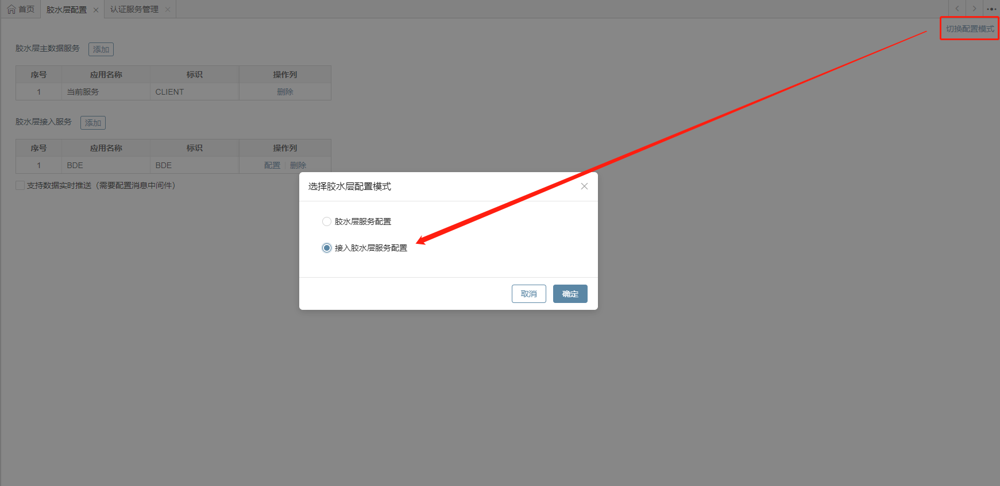 首页 胶水层配置 认证服务管理
切换配置模式
胶水层主数据服务 添加
序号 应用名称 标识 操作列
1 当前服务 CLIENT 删除
胶水层接入服务 添加
序号 应用名称 标识 操作列
1 BDE BDE 配置 删除
支持数据实时推送（需要配置消息中间件）
选择胶水层配置模式
胶水层服务配置
接入胶水层服务配置
取消 确定